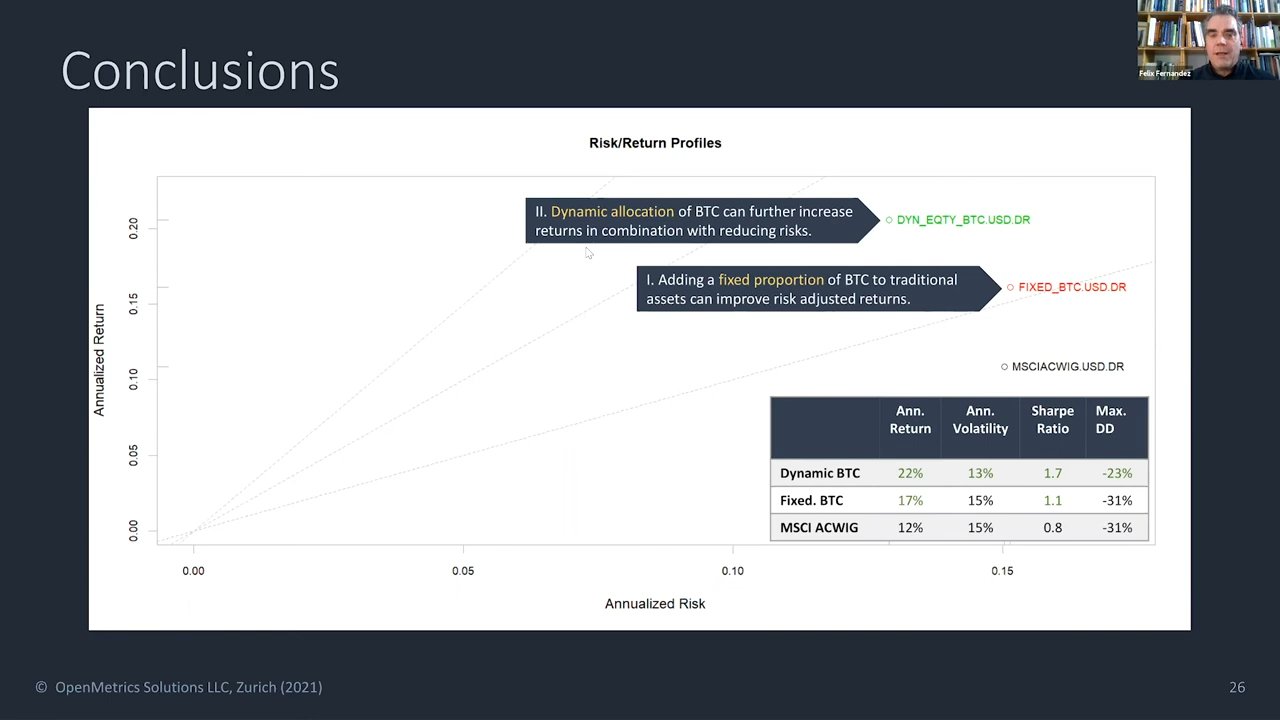 Conclusions
Felix Fernandez
Risk/Return Profiles
II. Dynamic allocation of BTC can further increase
returns in combination with reducing risks.
DYN_EQTY_BTC.USD.DR
I. Adding a fixed proportion of BTC to traditional
assets can improve risk adjusted returns.
FIXED_BTC.USD.DR
MSCIACWIG.USD.DR
Annualized Return
0.20
0.15
0.10
0.05
0.00
Ann. Return Ann. Volatility Sharpe Ratio Max. DD
Dynamic BTC 22% 13% 1.7 -23%
Fixed. BTC 17% 15% 1.1 -31%
MSCI ACWIG 12% 15% 0.8 -31%
0.00 0.05 0.10 0.15
Annualized Risk
© OpenMetrics Solutions LLC, Zurich (2021)
26